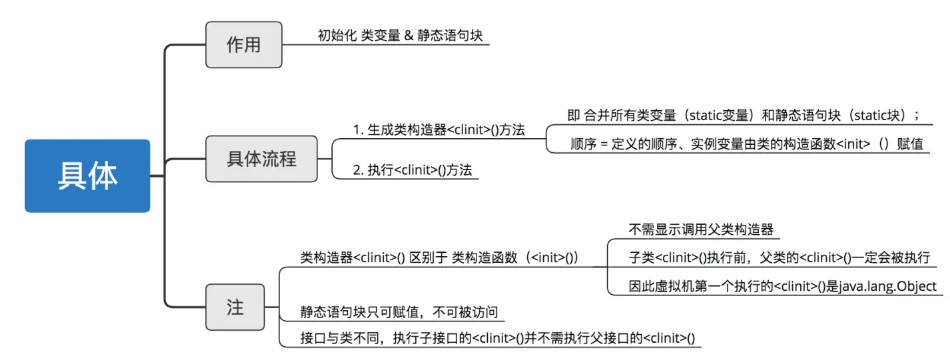 具体
作用
初始化 类变量 & 静态语句块
具体流程
1. 生成类构造器<clinit>()方法
即 合并所有类变量（static变量）和静态语句块（static块）；
顺序 = 定义的顺序、实例变量由类的构造函数<init>（）赋值
2. 执行<clinit>()方法
注
类构造器<clinit>() 区别于 类构造函数（<init>()）
不需显示调用父类构造器
子类<clinit>()执行前，父类的<clinit>()一定会被执行
因此虚拟机第一个执行的<clinit>()是java.lang.Object
静态语句块只可赋值，不可被访问
接口与类不同，执行子接口的<clinit>()并不需执行父接口的<clinit>()